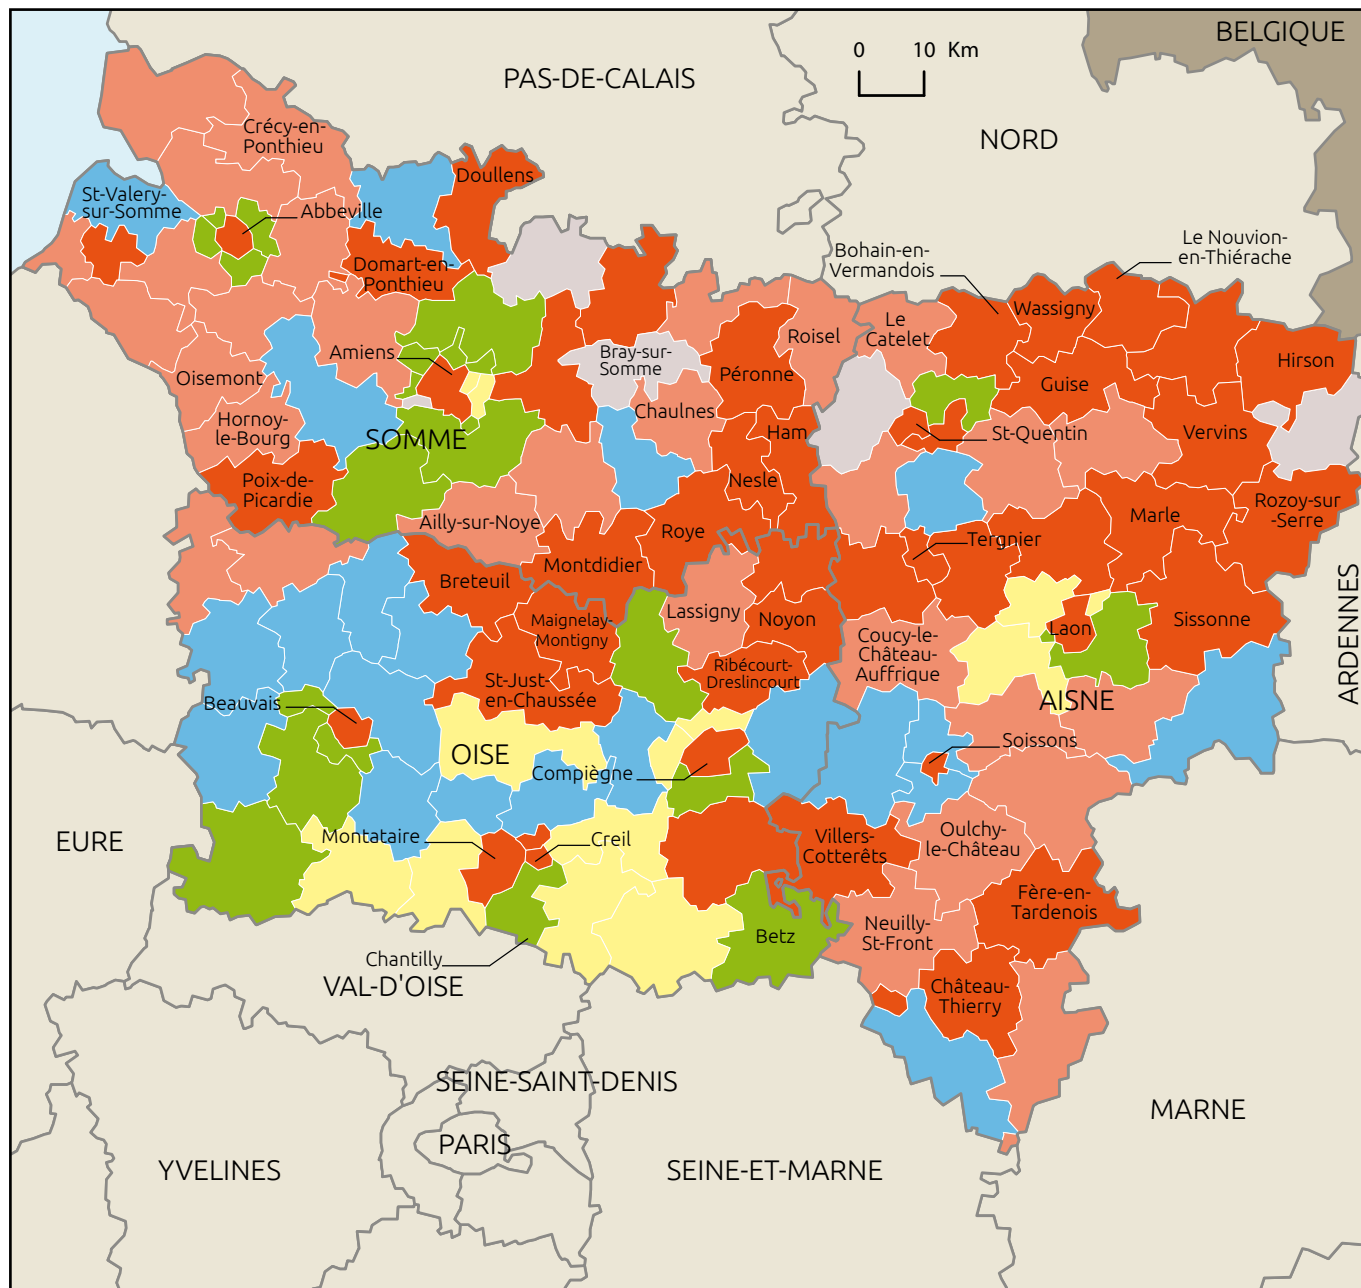 BELGIQUE
0 10 Km
PAS-DE-CALAIS
NORD
Crécy-en-
Ponthieu
Doullens
St-Valery-
sur-Somme
Abbeville
Domart-en-
Ponthieu
Bohain-en-
Vermandois
Le Nouvion-
en-Thiérache
Wassigny
Le
Catelet
Roisel
Amiens
Bray-sur-
Somme
Péronne
Hirson
Oisemont
Guise
Chaulnes
Hornoy-
le-Bourg
SOMME
Ham
St-Quentin
Vervins
Poix-de-
Picardie
Nesle
Rozoy-sur
-Serre
Ailly-sur-Noye
Roye
Marle
Tergnier
Montdidier
Breteuil
Lassigny
Maignelay-
Montigny
Noyon
Laon
Sissonne
ARDENNES
Coucy-le-
Château-
Auffrique
Ribécourt-
Dreslincourt
St-Just-
en-Chaussée
Beauvais
AISNE
OISE
Soissons
Compiègne
EURE
Montataire
Creil
Villers-
Cotterêts
Oulchy-
le-Château
Fère-en-
Tardenois
Neuilly-
St-Front
Betz
Chantilly
VAL-D'OISE
Château-
Thierry
SEINE-SAINT-DENIS
MARNE
PARIS
YVELINES
SEINE-ET-MARNE